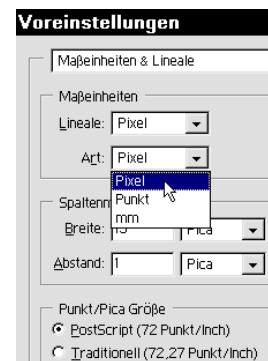 Voreinstellungen
Maßeinheiten & Lineale
Maßeinheiten
Lineale: Pixel
Art: Pixel
Pixel
Punkt
mm
Breite: Pica
Abstand: 1 Pica
Punkt/Pica Größe
PostScript (72 Punkt/Inch)
Traditionell (72,27 Punkt/Inch)